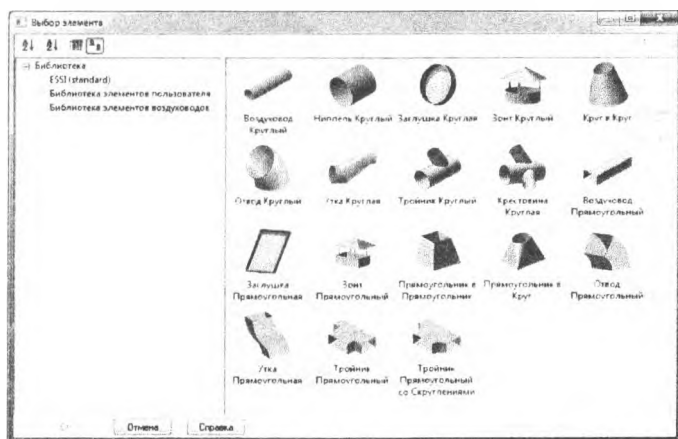 Выбор элемента
Библиотека
ESSI (standard)
Библиотека элементов пользователя
Библиотека элементов воздуховодов
Воздуховод Круглый
Ниппель Круглый
Заглушка Круглая
Зонт Круглый
Круг в Круг
Отвод Круглый
Утка Круглая
Тройник Круглый
Крестовина Круглая
Воздуховод Прямоугольный
Заглушка Прямоугольная
Зонт Прямоугольный
Прямоугольник в Прямоугольник
Прямоугольник в Круг
Отвод Прямоугольный
Утка Прямоугольная
Тройник Прямоугольный
Тройник Прямоугольный со Скруглениями
Отмена
Справка